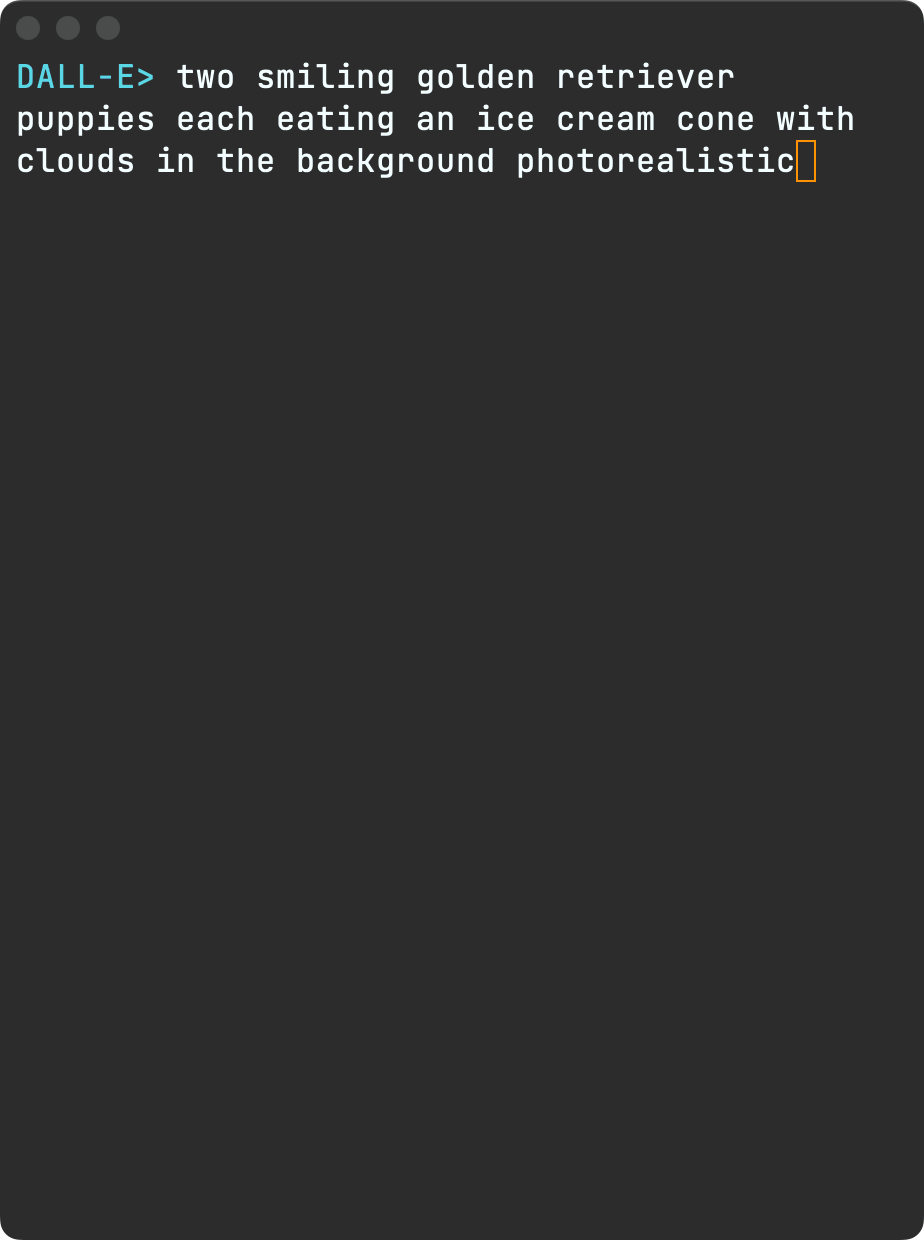 DALL-E> two smiling golden retriever
puppies each eating an ice cream cone with
clouds in the background photorealistic